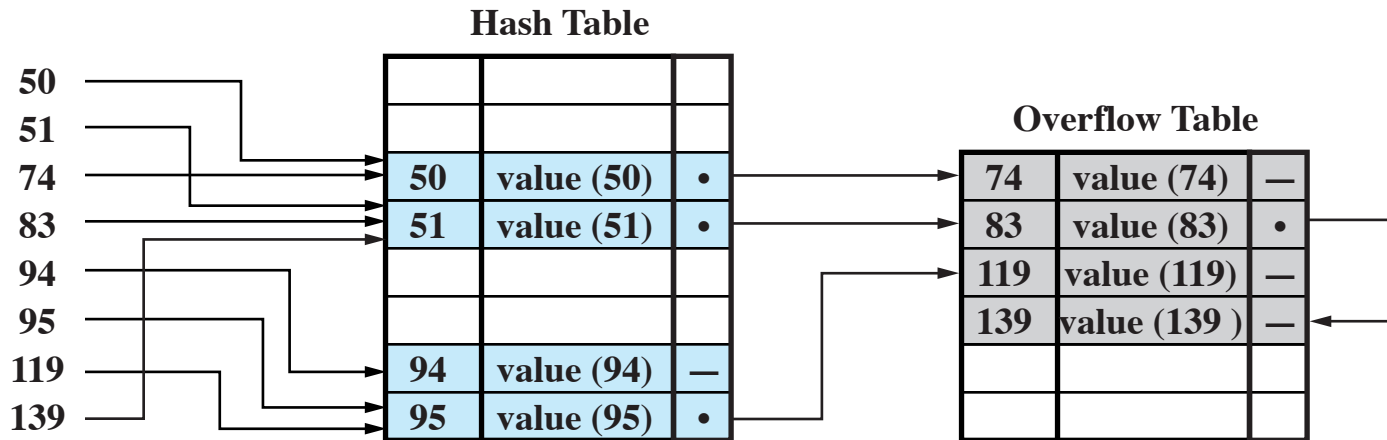 Hash Table
50
51
74
83
94
95
119
139
50 value (50) •
51 value (51) •
94 value (94) —
95 value (95) •
Overflow Table
74 value (74) —
83 value (83) •
119 value (119) —
139 value (139 ) —